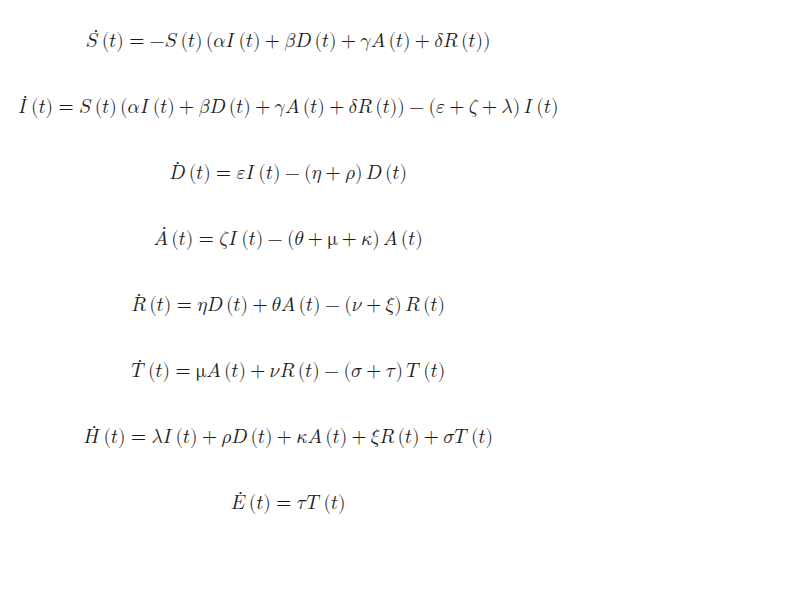 Ṡ (t) = −S (t) (αI (t) + βD (t) + γA (t) + δR (t))
İ (t) = S (t) (αI (t) + βD (t) + γA (t) + δR (t)) − (ε + ζ + λ) I (t)
Ḋ (t) = εI (t) − (η + ρ) D (t)
Ȧ (t) = ζI (t) − (θ + μ + κ) A (t)
Ṙ (t) = ηD (t) + θA (t) − (ν + ξ) R (t)
Ṫ (t) = μA (t) + νR (t) − (σ + τ) T (t)
Ḣ (t) = λI (t) + ρD (t) + κA (t) + ξR (t) + σT (t)
Ė (t) = τT (t)